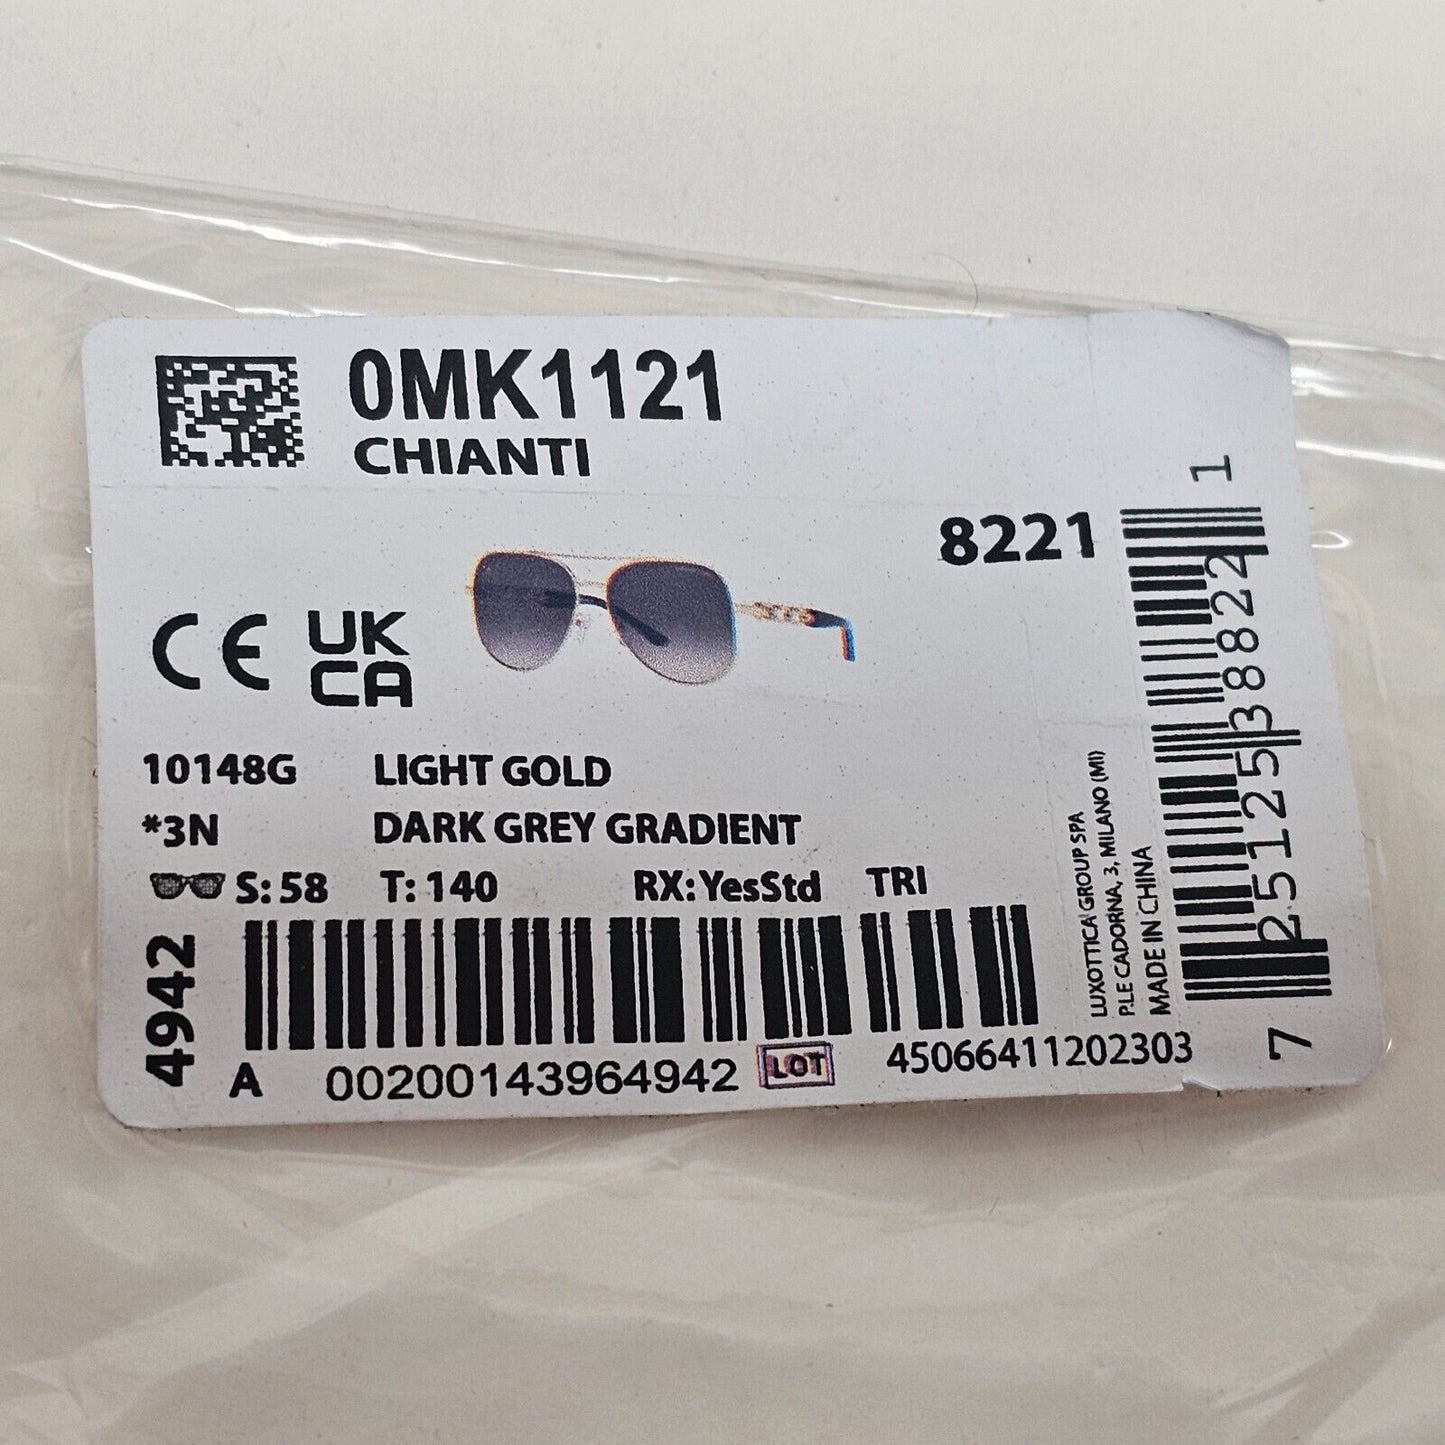 0MK1121
CHIANTI
8221
CE UK
CA
10148G LIGHT GOLD
*3N DARK GREY GRADIENT
S: 58 T: 140 RX: YesStd TRI
4942
A 00200143964942 LOT 45066411202303
LUXOTTICA GROUP SPA
P.LE CADORNA, 3, MILANO (MI)
MADE IN CHINA
7 25125 38822 1